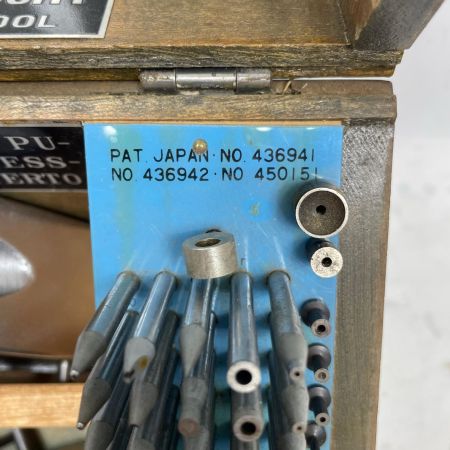 OOL
PU-
ESS-
ERTO
PAT. JAPAN·NO. 436941
NO. 436942·NO 450151